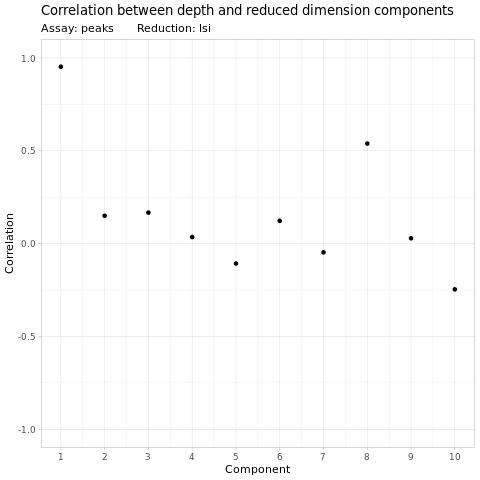 Correlation between depth and reduced dimension components
Assay: peaks Reduction: lsi
1.0
0.5
0.0
-0.5
-1.0
Correlation
1 2 3 4 5 6 7 8 9 10
Component